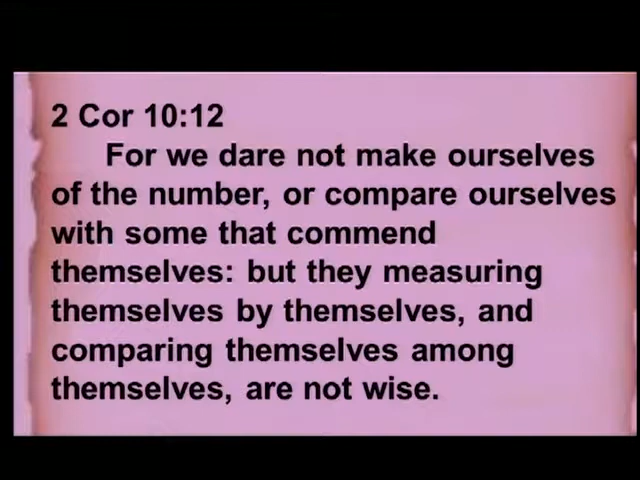 2 Cor 10:12
For we dare not make ourselves
of the number, or compare ourselves
with some that commend
themselves: but they measuring
themselves by themselves, and
comparing themselves among
themselves, are not wise.